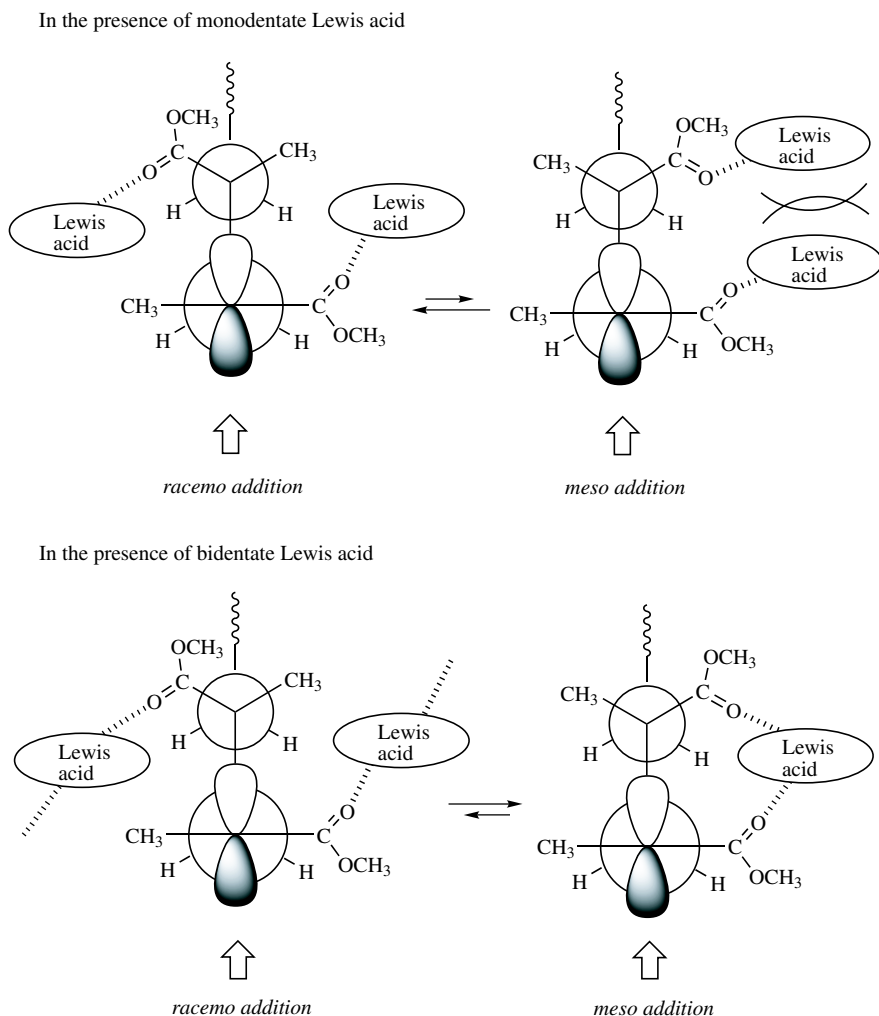 In the presence of monodentate Lewis acid
OCH₃
C
CH₃
O
Lewis
acid
H
H
Lewis
acid
O
CH₃
C
H
H
OCH₃
racemo addition
OCH₃
CH₃
C
O
Lewis
acid
H
H
Lewis
acid
O
CH₃
C
H
H
OCH₃
meso addition
In the presence of bidentate Lewis acid
OCH₃
C
CH₃
O
Lewis
acid
H
H
Lewis
acid
O
CH₃
C
H
H
OCH₃
racemo addition
OCH₃
CH₃
C
O
H
H
Lewis
acid
O
CH₃
C
H
H
OCH₃
meso addition